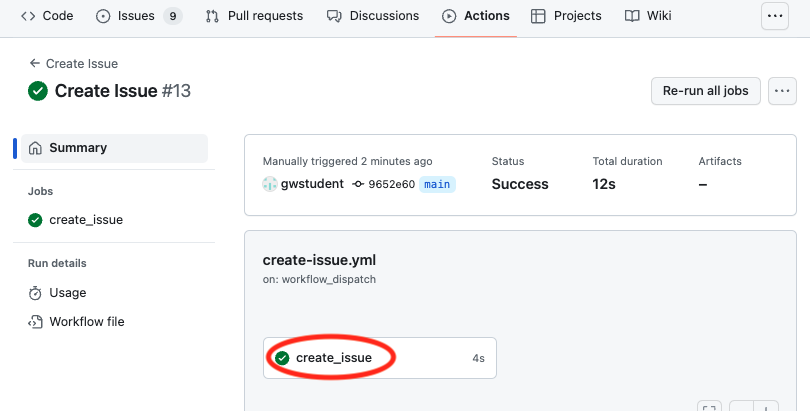 Code Issues 9 Pull requests Discussions Actions Projects Wiki ...
← Create Issue
Create Issue #13
Re-run all jobs ...
Summary
Jobs
create_issue
Run details
Usage
Workflow file
Manually triggered 2 minutes ago Status Total duration Artifacts
gwstudent 9652e60 main Success 12s –
create-issue.yml
on: workflow_dispatch
create_issue 4s